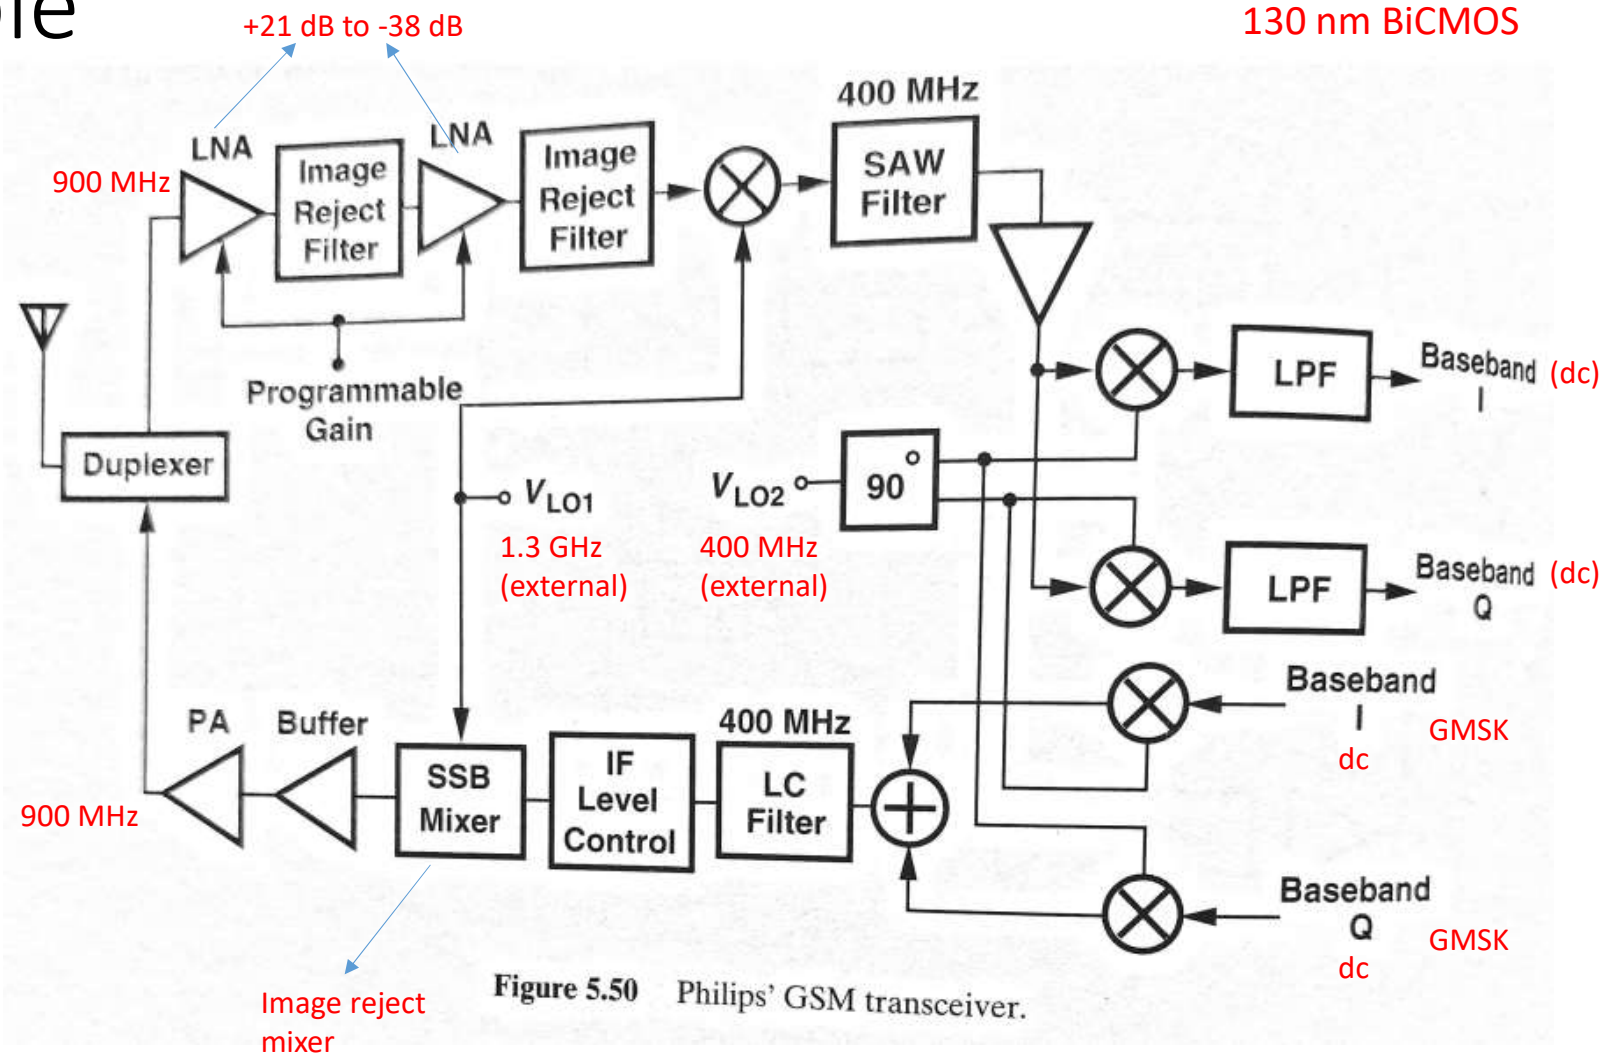 ple
+21 dB to -38 dB
130 nm BiCMOS
400 MHz
LNA
LNA
900 MHz
Image
Reject
Filter
Image
Reject
Filter
SAW
Filter
Programmable
Gain
Duplexer
LPF
Baseband (dc)
I
VLO1
1.3 GHz
(external)
VLO2
400 MHz
(external)
90°
LPF
Baseband (dc)
Q
Baseband
I
GMSK
dc
PA
Buffer
900 MHz
SSB
Mixer
IF
Level
Control
400 MHz
LC
Filter
Baseband
Q
GMSK
dc
Image reject
mixer
Figure 5.50 Philips' GSM transceiver.